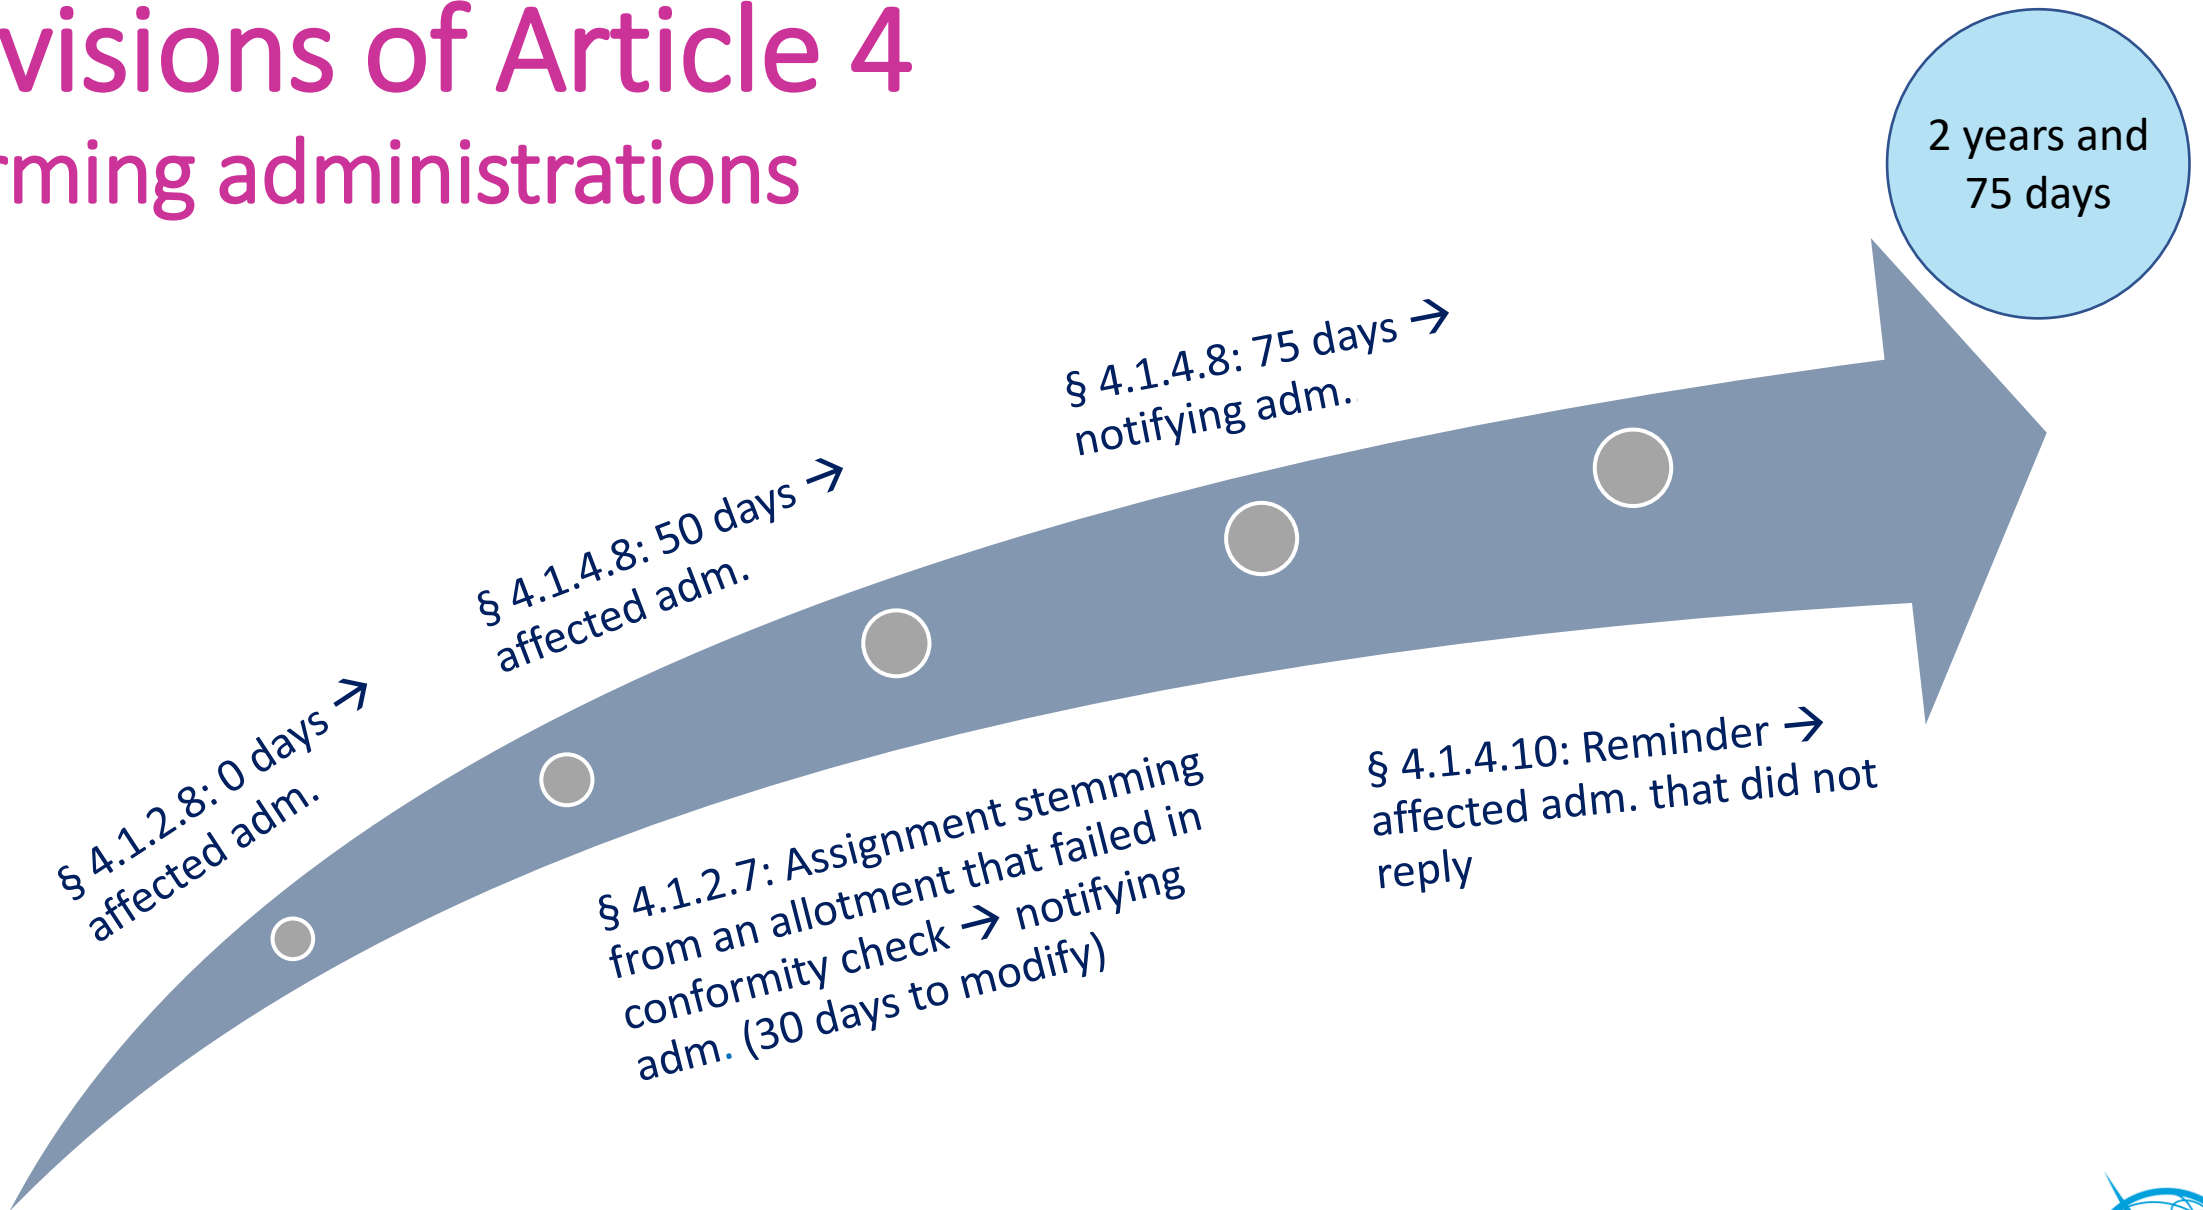 visions of Article 4
rming administrations
2 years and
75 days
§ 4.1.2.8: 0 days →
affected adm.
§ 4.1.4.8: 50 days →
affected adm.
§ 4.1.2.7: Assignment stemming
from an allotment that failed in
conformity check → notifying
adm. (30 days to modify)
§ 4.1.4.8: 75 days →
notifying adm.
§ 4.1.4.10: Reminder →
affected adm. that did not
reply